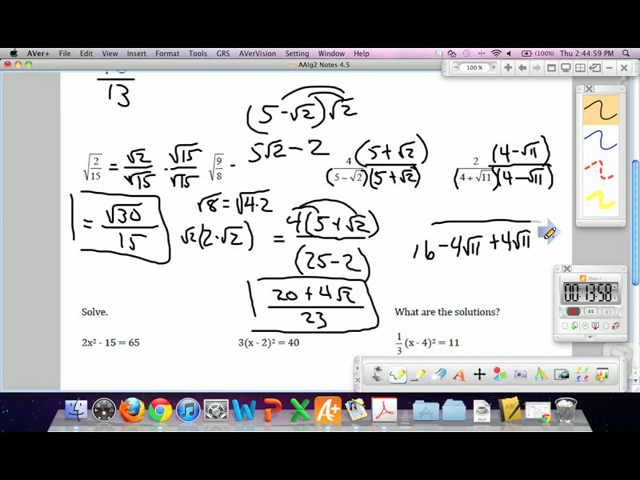 AVer+ File Edit View Insert Format Tools GRS AVerVision Setting Window Help (100%) Thu 2:44:59 PM
AAlg2 Notes 4.5
100 %
13
(5 - √2)√2
5√2 - 2
√2/15 = √2/√15 · √15/√15
= √30/15
√9/8 -
√8 = √4·2
√2(2·√2)
4/(5 - √2) (5 + √2)/(5 + √2)
= 4(5 + √2)/(25 - 2)
20 + 4√2/23
2/(4 + √11) (4 - √11)/(4 - √11)
16 - 4√11 + 4√11
00:13:58
Solve.
What are the solutions?
2x² - 15 = 65
3(x - 2)² = 40
1/3 (x - 4)² = 11